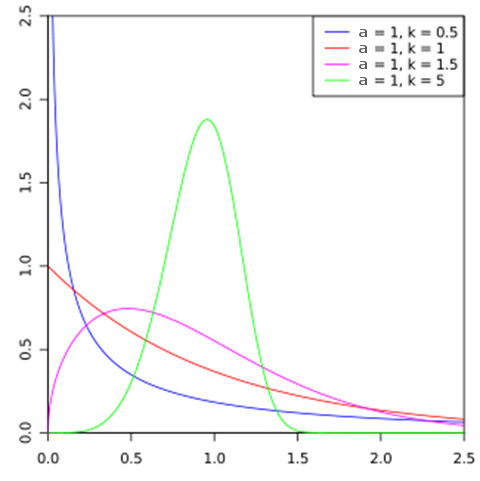 2.5
2.0
1.5
1.0
0.5
0.0
a = 1, k = 0.5
a = 1, k = 1
a = 1, k = 1.5
a = 1, k = 5
0.0 0.5 1.0 1.5 2.0 2.5